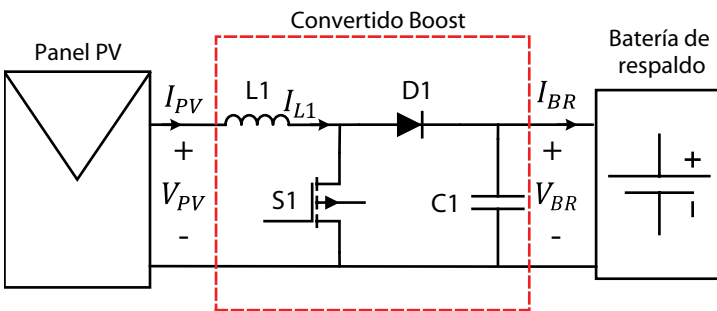 Convertido Boost
Panel PV
Batería de
respaldo
I_PV
L1
I_L1
D1
I_BR
+
+
+
V_PV
S1
C1
V_BR
-
-
-